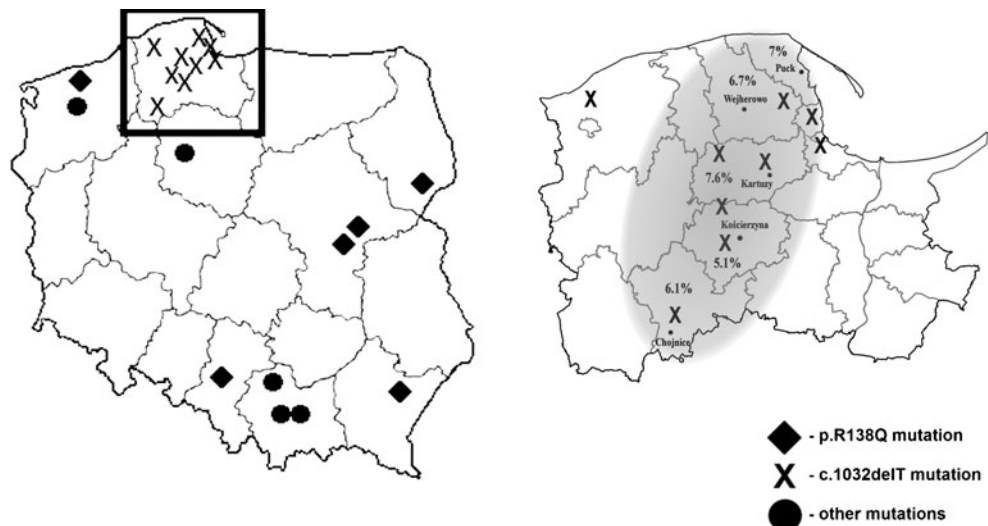 7%
Puck
6.7%
Wejherowo
7.6%
Kartuzy
Kościerzyna
5.1%
6.1%
Chojnice
- p.R138Q mutation
- c.1032delT mutation
- other mutations